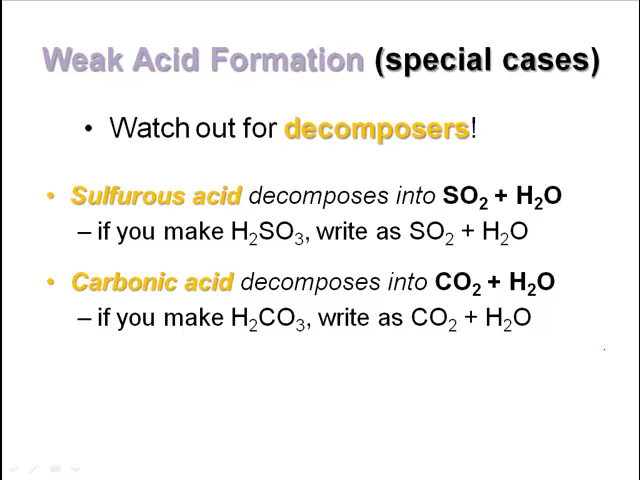 Weak Acid Formation (special cases)
• Watch out for decomposers!
• Sulfurous acid decomposes into SO₂ + H₂O
– if you make H₂SO₃, write as SO₂ + H₂O
• Carbonic acid decomposes into CO₂ + H₂O
– if you make H₂CO₃, write as CO₂ + H₂O